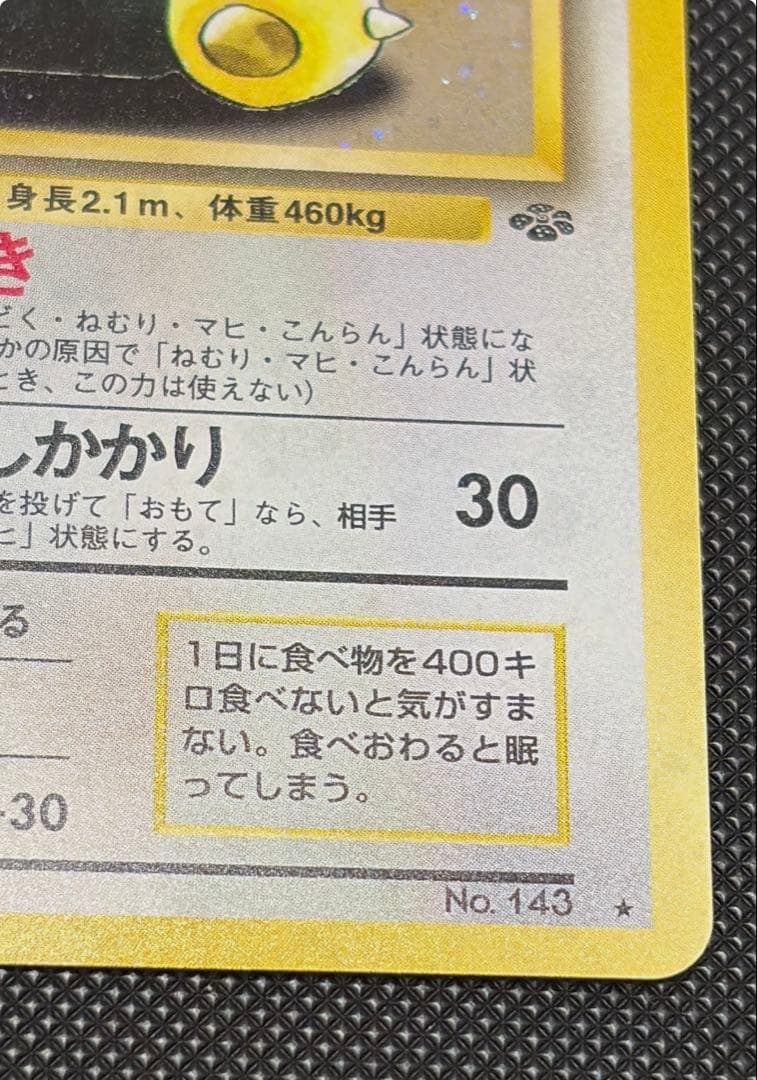 身長2.1m、体重460kg
き
どく・ねむり・マヒ・こんらん」状態にな
かの原因で「ねむり・マヒ・こんらん」状
とき、この力は使えない)
しかかり
30
を投げて「おもて」なら、相手
ヒ」状態にする。
る
1日に食べ物を400キ
ロ食べないと気がすま
ない。食べおわると眠
ってしまう。
-30
No. 143 ★